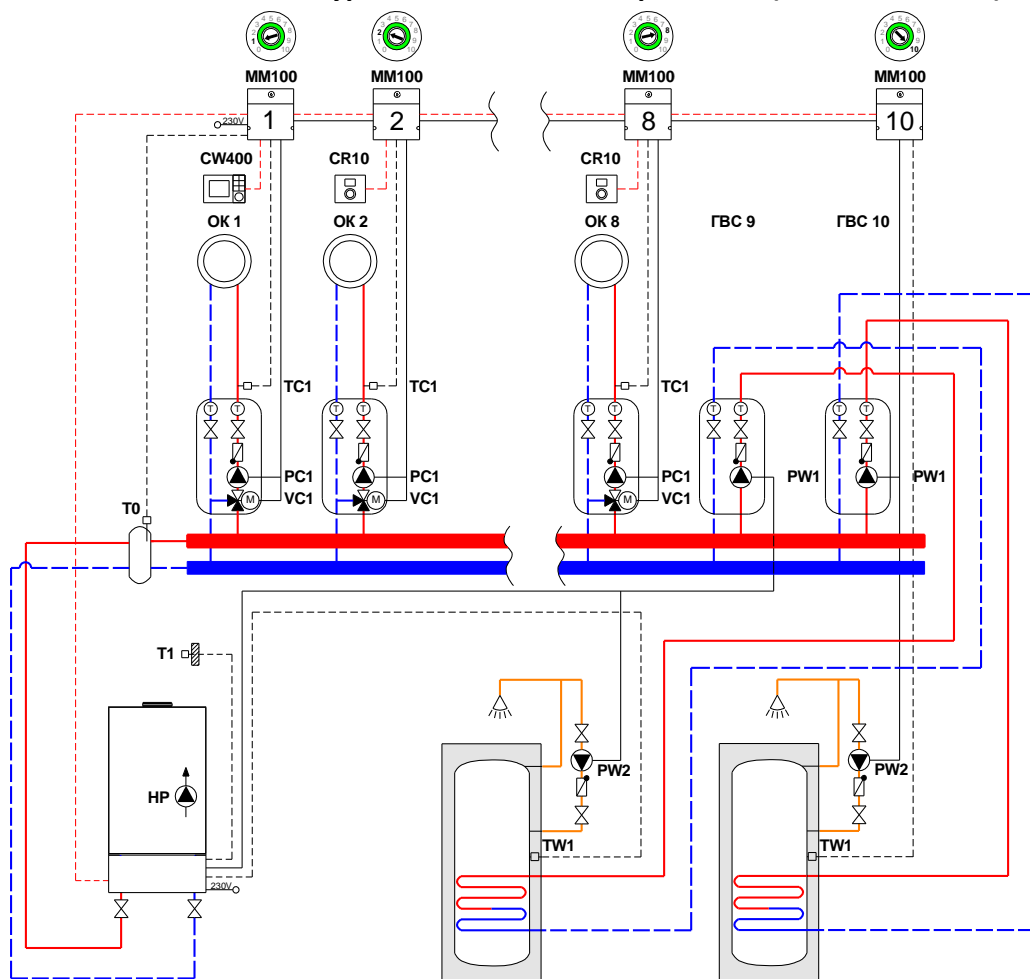 MM100
MM100
MM100
MM100
230V
1
2
8
10
CW400
CR10
CR10
ОК 1
ОК 2
ОК 8
ГВС 9
ГВС 10
TC1
TC1
TC1
T
T
T
T
T
T
T
T
T
T
PC1
PC1
PC1
PW1
PW1
M
VC1
M
VC1
M
VC1
T0
T1
HP
230V
PW2
PW2
TW1
TW1